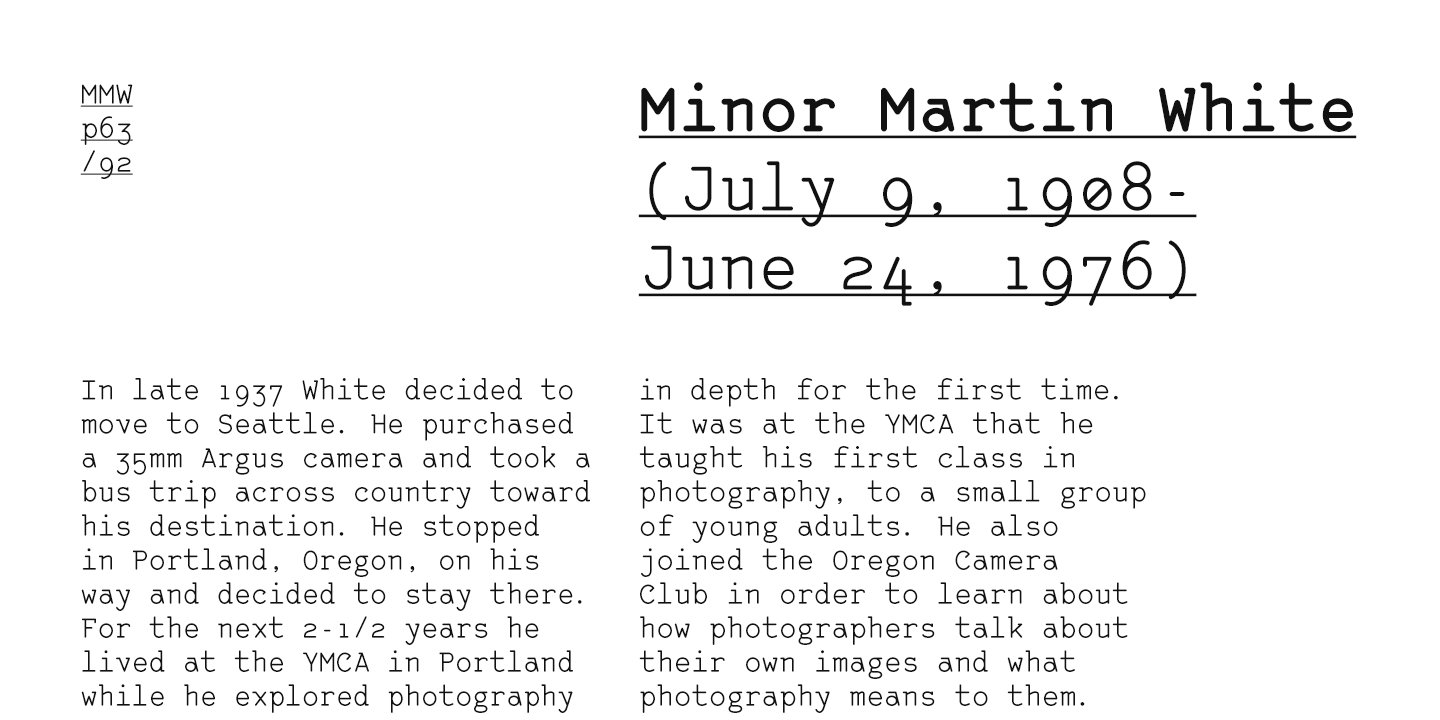 MMW
p63
/92
Minor Martin White
(July 9, 1908-
June 24, 1976)
In late 1937 White decided to
move to Seattle. He purchased
a 35mm Argus camera and took a
bus trip across country toward
his destination. He stopped
in Portland, Oregon, on his
way and decided to stay there.
For the next 2-1/2 years he
lived at the YMCA in Portland
while he explored photography
in depth for the first time.
It was at the YMCA that he
taught his first class in
photography, to a small group
of young adults. He also
joined the Oregon Camera
Club in order to learn about
how photographers talk about
their own images and what
photography means to them.